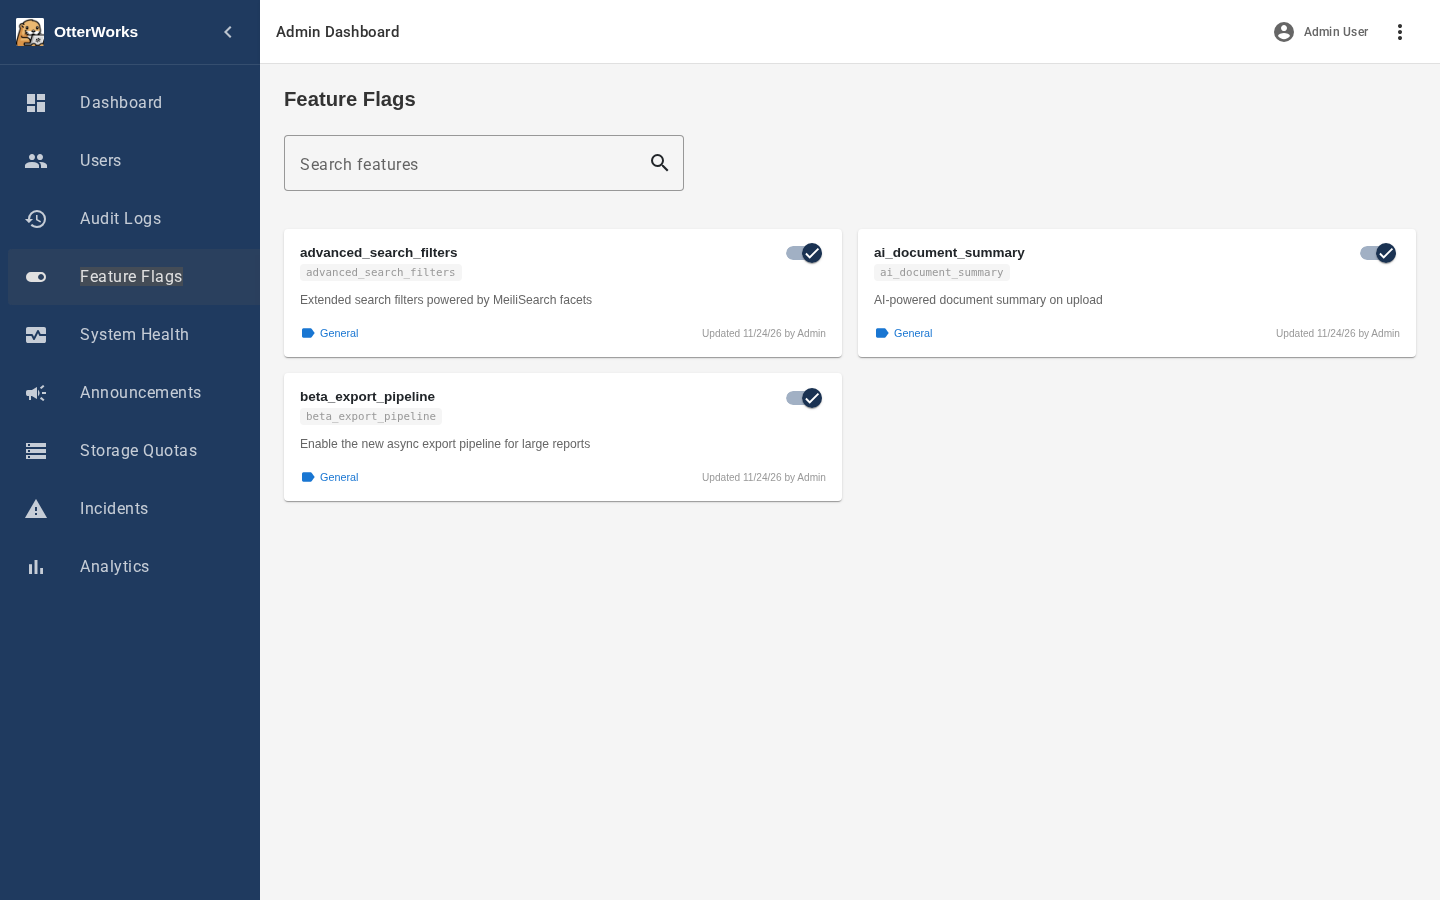 OtterWorks
Admin Dashboard
Admin User
Dashboard
Users
Audit Logs
Feature Flags
System Health
Announcements
Storage Quotas
Incidents
Analytics
Feature Flags
Search features
advanced_search_filters
advanced_search_filters
Extended search filters powered by MeiliSearch facets
General
Updated 11/24/26 by Admin
ai_document_summary
ai_document_summary
AI-powered document summary on upload
General
Updated 11/24/26 by Admin
beta_export_pipeline
beta_export_pipeline
Enable the new async export pipeline for large reports
General
Updated 11/24/26 by Admin